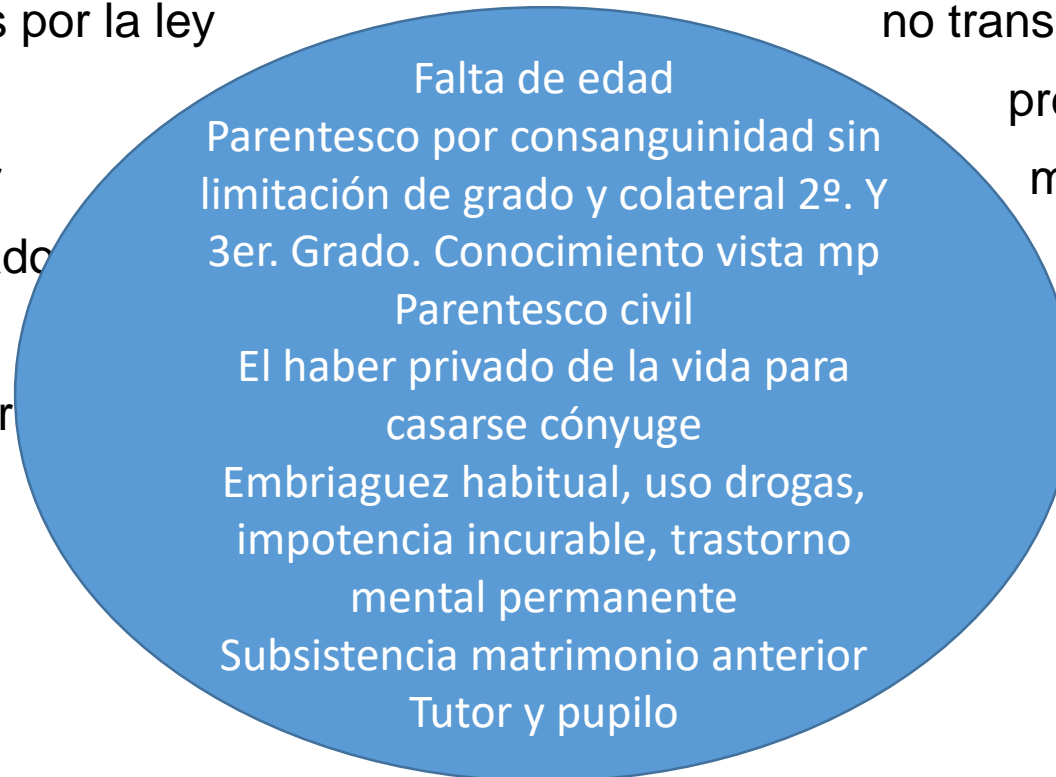 s por la ley
no trans
Falta de edad
pre
Parentesco por consanguinidad sin
limitación de grado y colateral 2º. Y
3er. Grado. Conocimiento vista mp
ado
Parentesco civil
El haber privado de la vida para
casarse cónyuge
r
Embriaguez habitual, uso drogas,
impotencia incurable, trastorno
mental permanente
Subsistencia matrimonio anterior
Tutor y pupilo